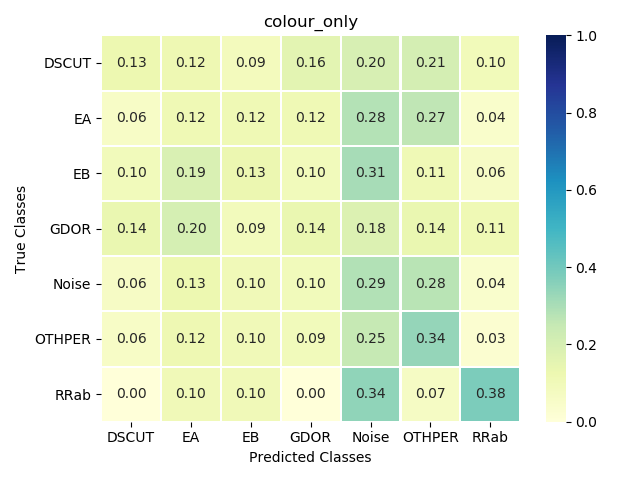 colour_only
DSCUT 0.13 0.12 0.09 0.16 0.20 0.21 0.10
EA 0.06 0.12 0.12 0.12 0.28 0.27 0.04
EB 0.10 0.19 0.13 0.10 0.31 0.11 0.06
GDOR 0.14 0.20 0.09 0.14 0.18 0.14 0.11
Noise 0.06 0.13 0.10 0.10 0.29 0.28 0.04
OTHPER 0.06 0.12 0.10 0.09 0.25 0.34 0.03
RRab 0.00 0.10 0.10 0.00 0.34 0.07 0.38
DSCUT EA EB GDOR Noise OTHPER RRab
Predicted Classes
True Classes
1.0
0.8
0.6
0.4
0.2
0.0